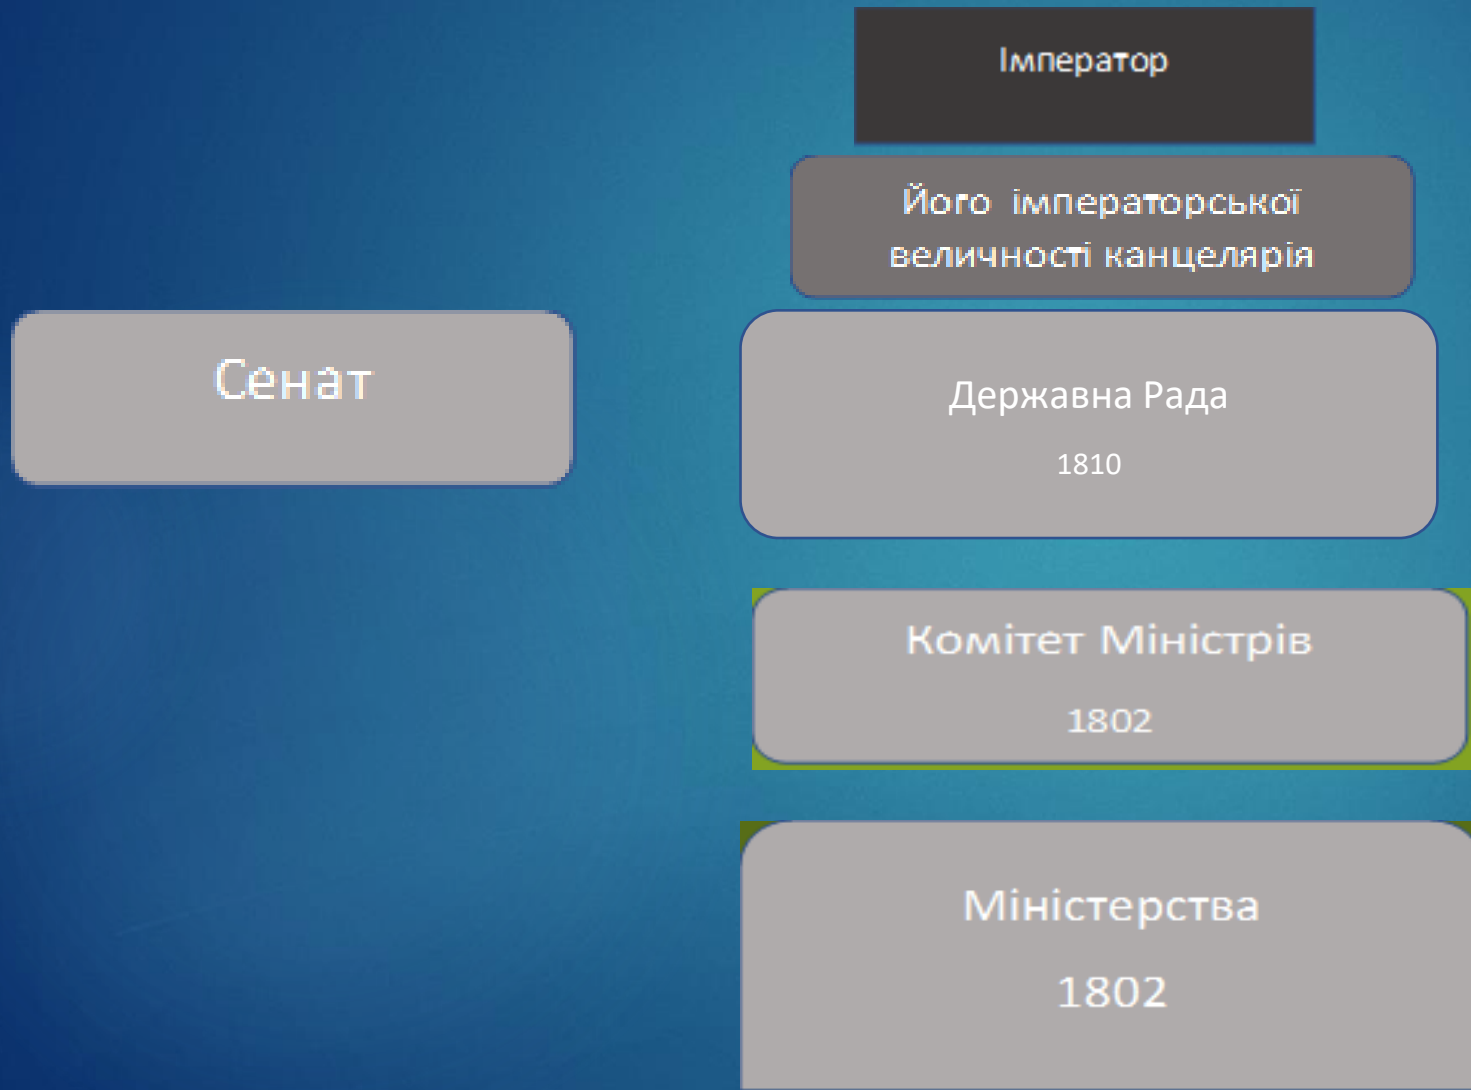 Імператор
Його імператорської
величності канцелярія
Сенат
Державна Рада
1810
Комітет Міністрів
1802
Міністерства
1802